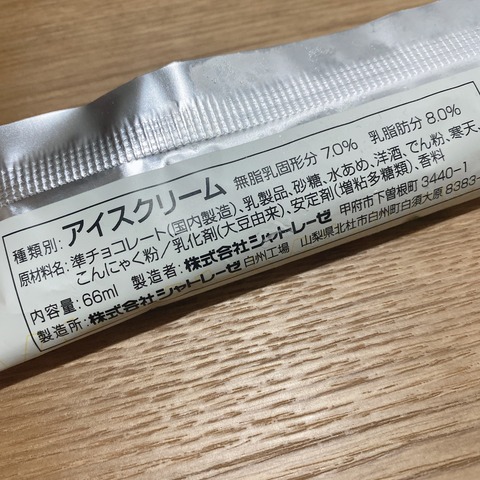 種類別: アイスクリーム 無脂乳固形分 7.0% 乳脂肪分 8.0%
原材料名: 準チョコレート(国内製造)、乳製品、砂糖、水あめ、洋酒、でん粉、寒天、
こんにゃく粉/乳化剤(大豆由来)、安定剤(増粘多糖類)、香料
内容量: 66ml 製造者: 株式会社シャトレーゼ 甲府市下曽根町 3440-1
製造所: 株式会社シャトレーゼ 白州工場 山梨県北杜市白州町白須大原 8383-